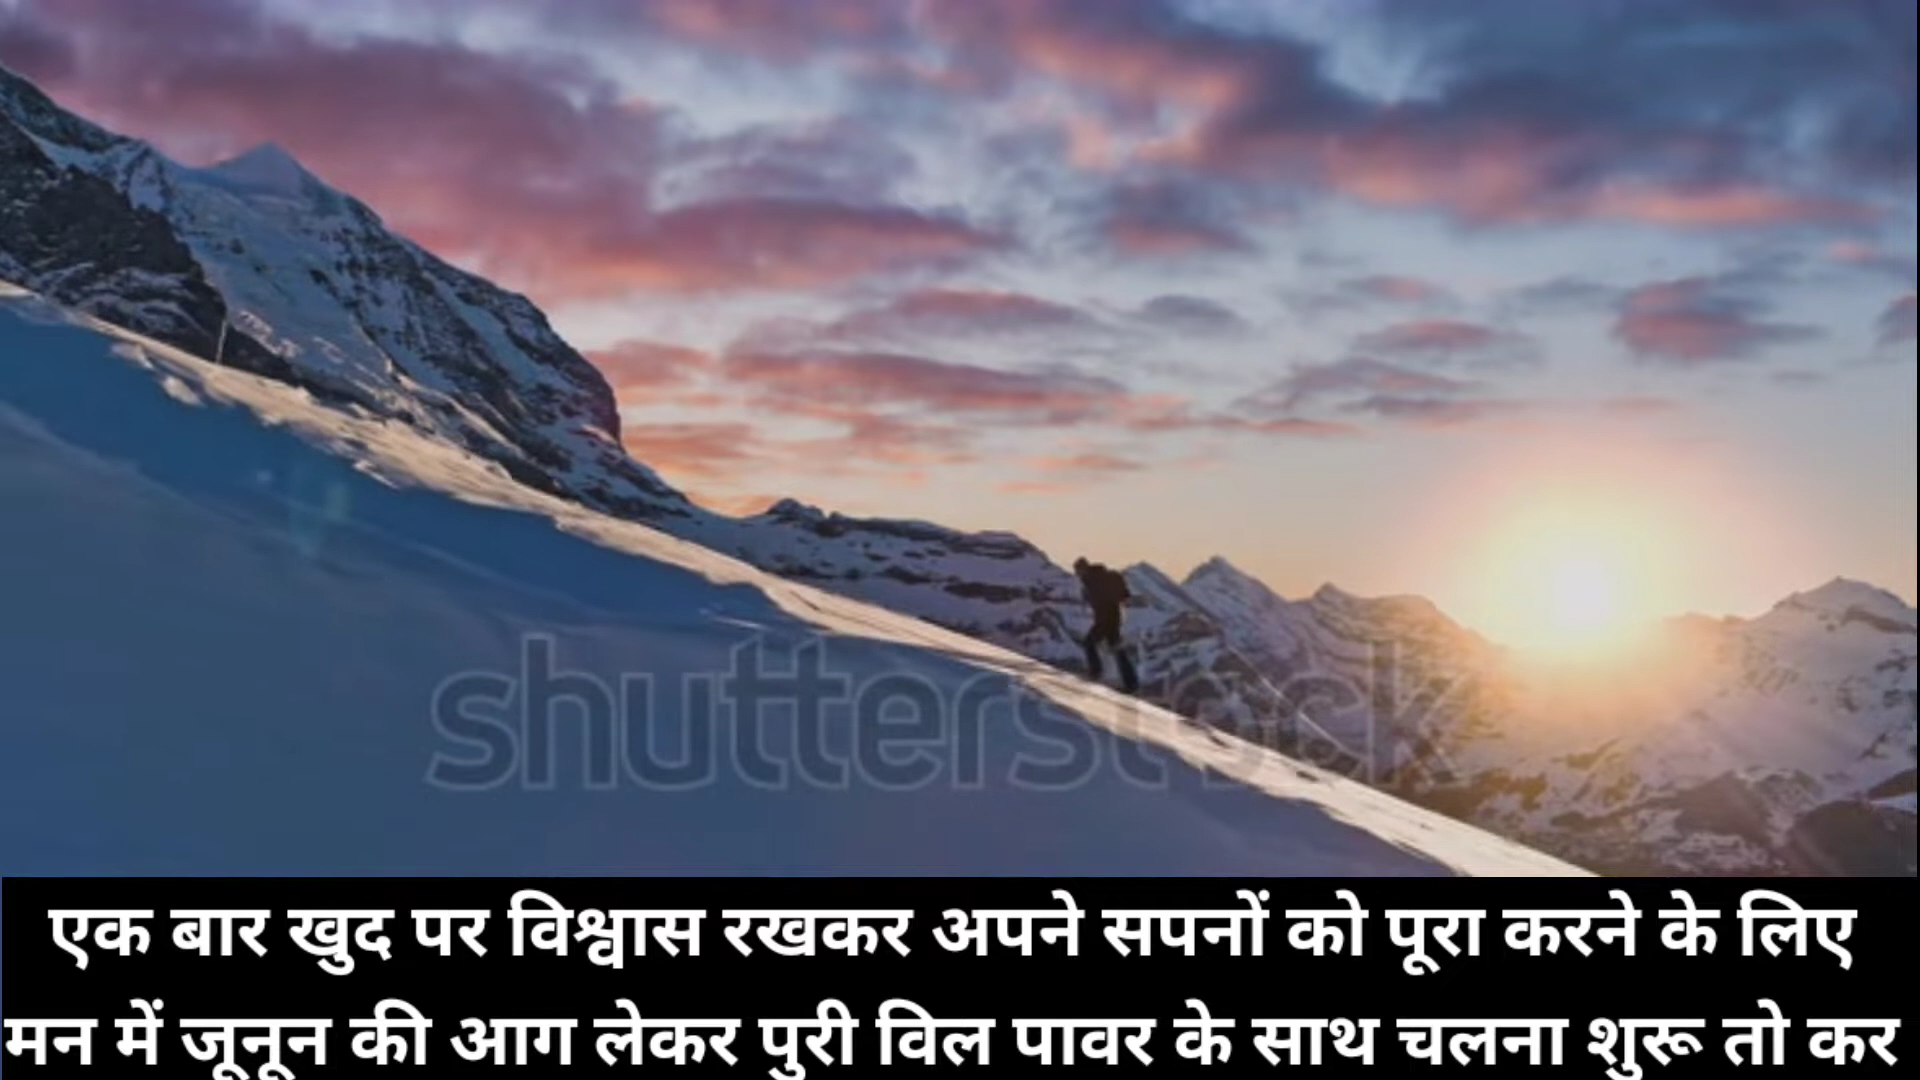 shutterstock
एक बार खुद पर विश्वास रखकर अपने सपनों को पूरा करने के लिए
मन में जूनून की आग लेकर पुरी विल पावर के साथ चलना शुरू तो कर